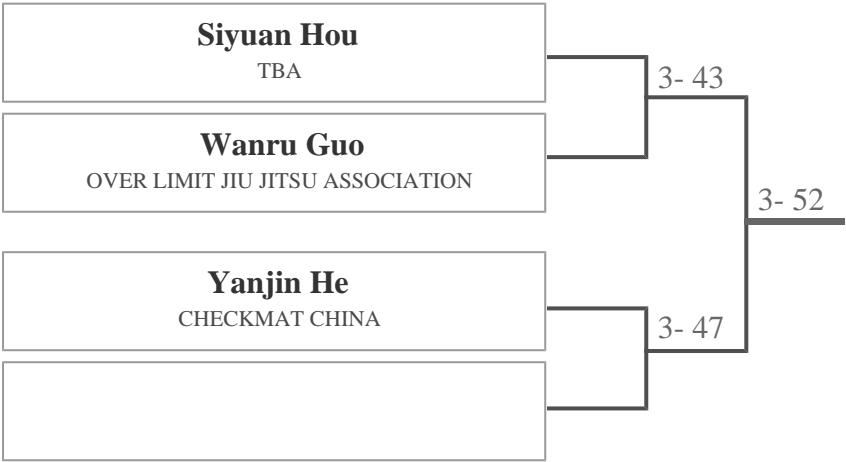 Siyuan Hou
TBA
3- 43
Wanru Guo
OVER LIMIT JIU JITSU ASSOCIATION
3- 52
Yanjin He
CHECKMAT CHINA
3- 47